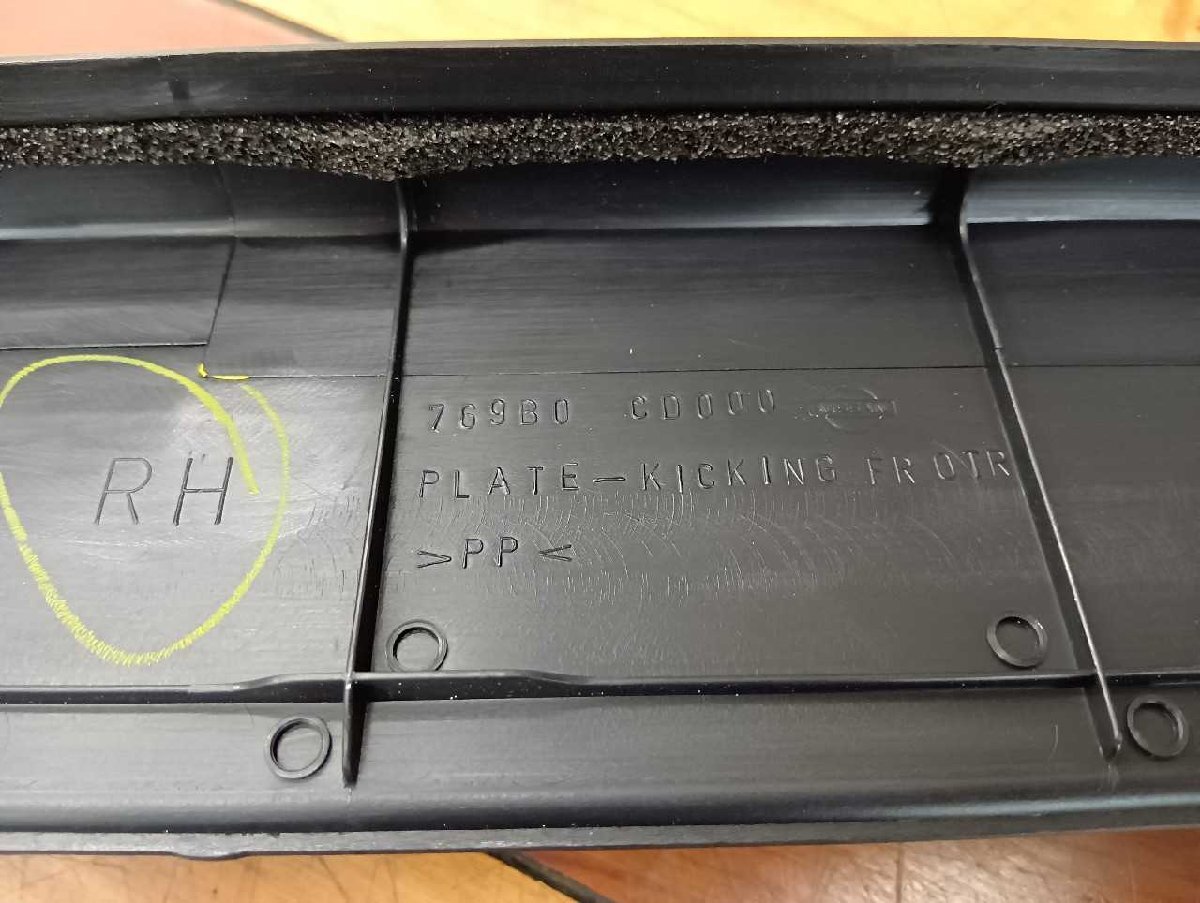 RH
769B0 CD000
PLATE-KICKING FR OTR
>PP<